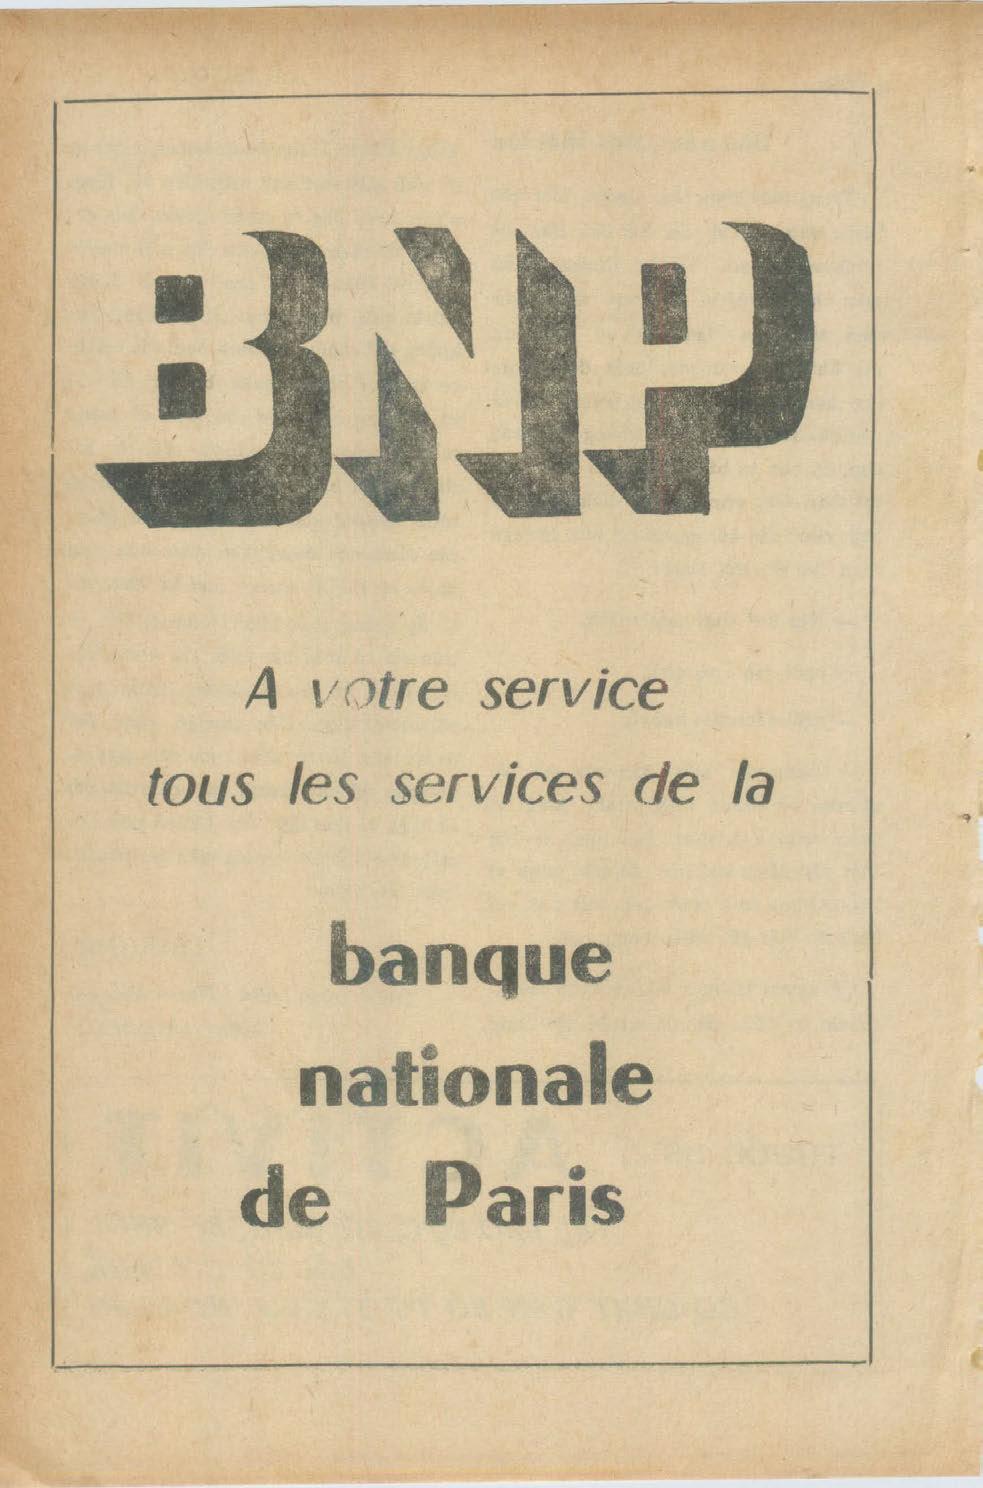 BNP
A votre service
tous les services de la
banque
nationale
de Paris